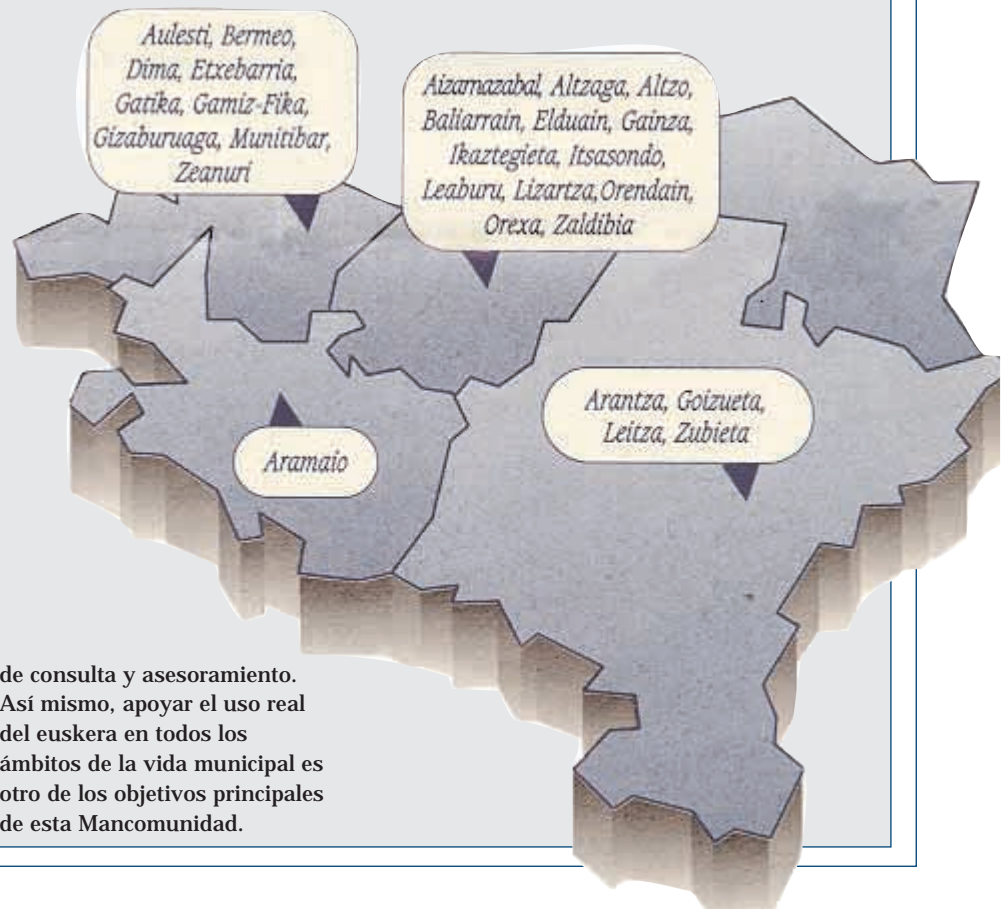 Aulesti, Bermeo,
Dima, Etxebarria,
Gatika, Gamiz-Fika,
Gizaburuaga, Munitibar,
Zeanuri
Aizarnazabal, Altzaga, Altzo,
Baliarrain, Elduain, Gainza,
Ikaztegieta, Itsasondo,
Leaburu, Lizartza, Orendain,
Orexa, Zaldibia
Arantza, Goizueta,
Leitza, Zubieta
Aramaio
de consulta y asesoramiento.
Así mismo, apoyar el uso real
del euskera en todos los
ámbitos de la vida municipal es
otro de los objetivos principales
de esta Mancomunidad.